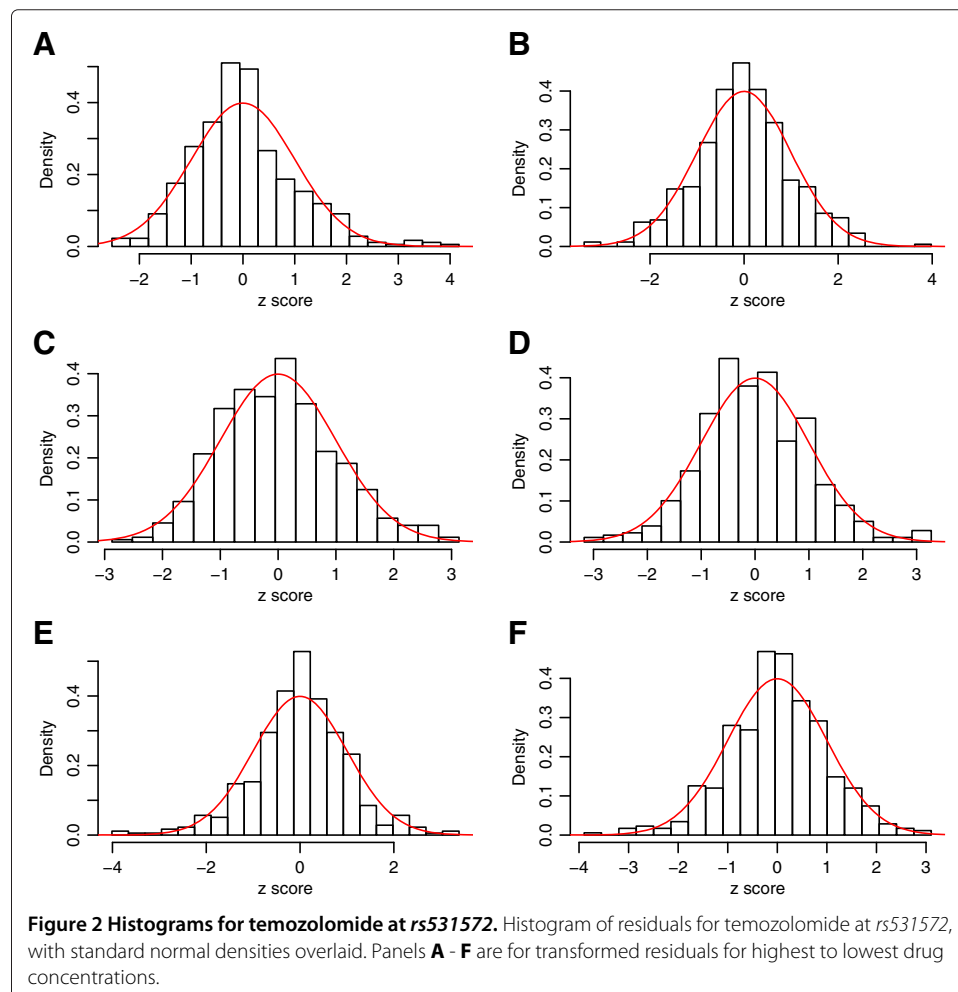 A
Density
0.0
0.2
0.4
−2 −1 0 1 2 3 4
z score
B
Density
0.0
0.1
0.2
0.3
0.4
−2 0 2 4
z score
C
Density
0.0
0.1
0.2
0.3
0.4
−3 −2 −1 0 1 2 3
z score
D
Density
0.0
0.1
0.2
0.3
0.4
−3 −2 −1 0 1 2 3
z score
E
Density
0.0
0.2
0.4
−4 −2 0 2
z score
F
Density
0.0
0.1
0.2
0.3
0.4
−4 −3 −2 −1 0 1 2 3
z score
Figure 2 Histograms for temozolomide at rs531572. Histogram of residuals for temozolomide at rs531572,
with standard normal densities overlaid. Panels A - F are for transformed residuals for highest to lowest drug
concentrations.